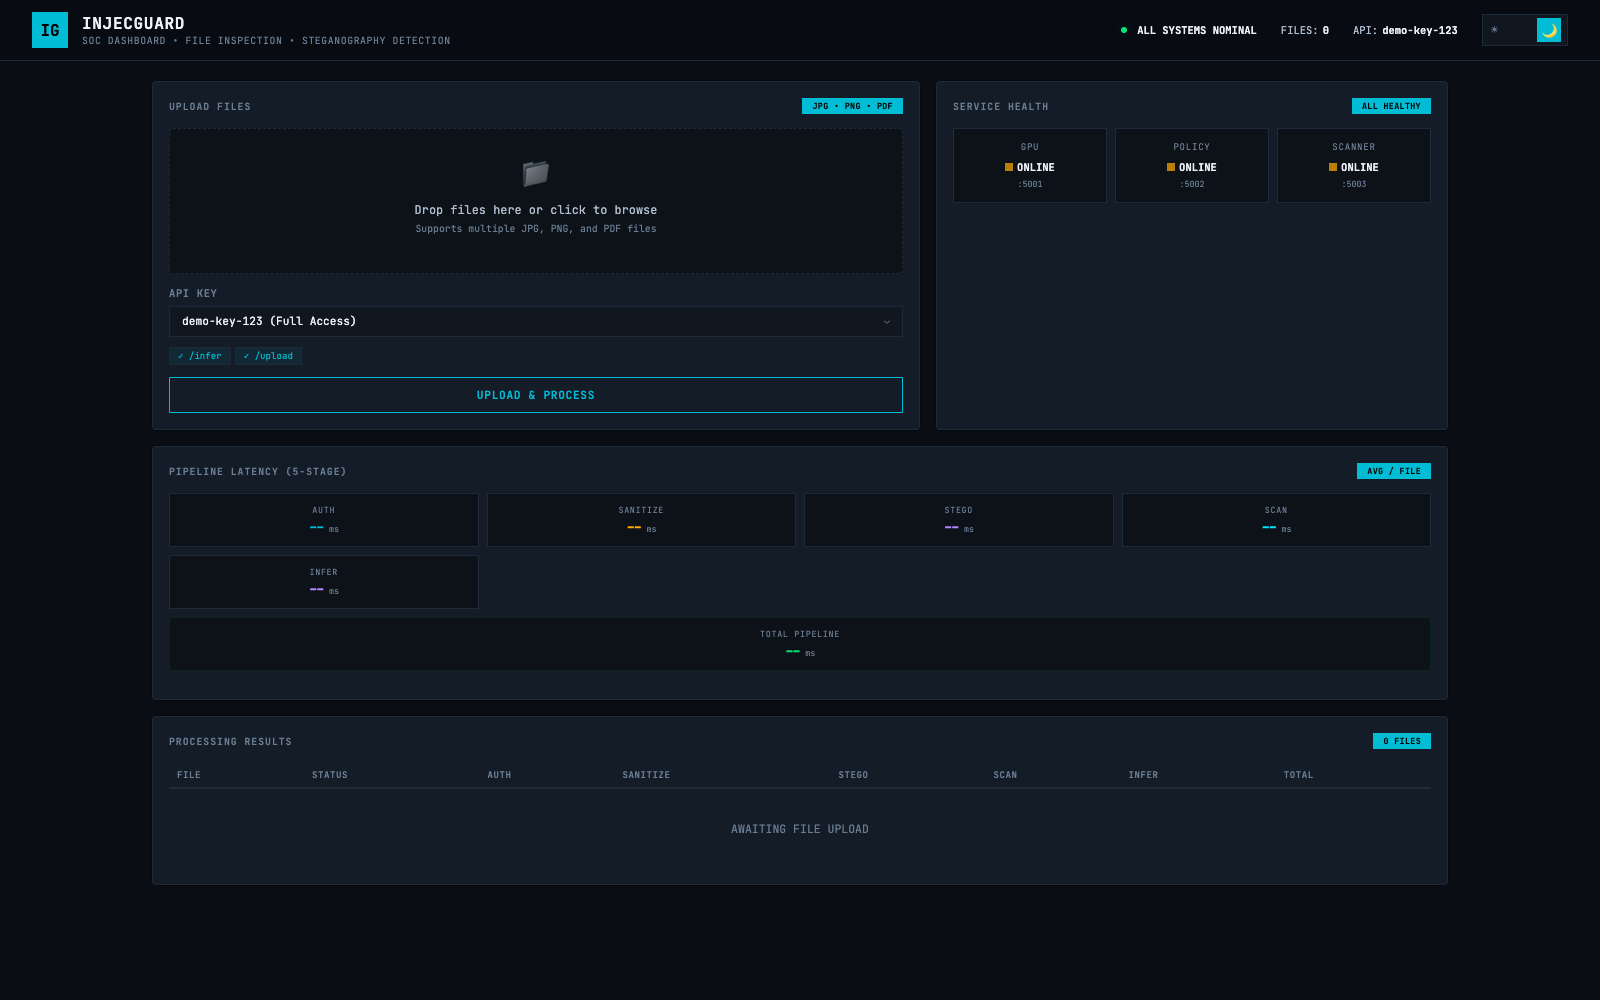 IG
INJECGUARD
SOC DASHBOARD • FILE INSPECTION • STEGANOGRAPHY DETECTION
ALL SYSTEMS NOMINAL
FILES: 0
API: demo-key-123
UPLOAD FILES
JPG • PNG • PDF
Drop files here or click to browse
Supports multiple JPG, PNG, and PDF files
API KEY
demo-key-123 (Full Access)
✓ /infer
✓ /upload
UPLOAD & PROCESS
SERVICE HEALTH
ALL HEALTHY
GPU
ONLINE
:5001
POLICY
ONLINE
:5002
SCANNER
ONLINE
:5003
PIPELINE LATENCY (5-STAGE)
AVG / FILE
AUTH
-- ms
SANITIZE
-- ms
STEGO
-- ms
SCAN
-- ms
INFER
-- ms
TOTAL PIPELINE
-- ms
PROCESSING RESULTS
0 FILES
FILE STATUS AUTH SANITIZE STEGO SCAN INFER TOTAL
AWAITING FILE UPLOAD